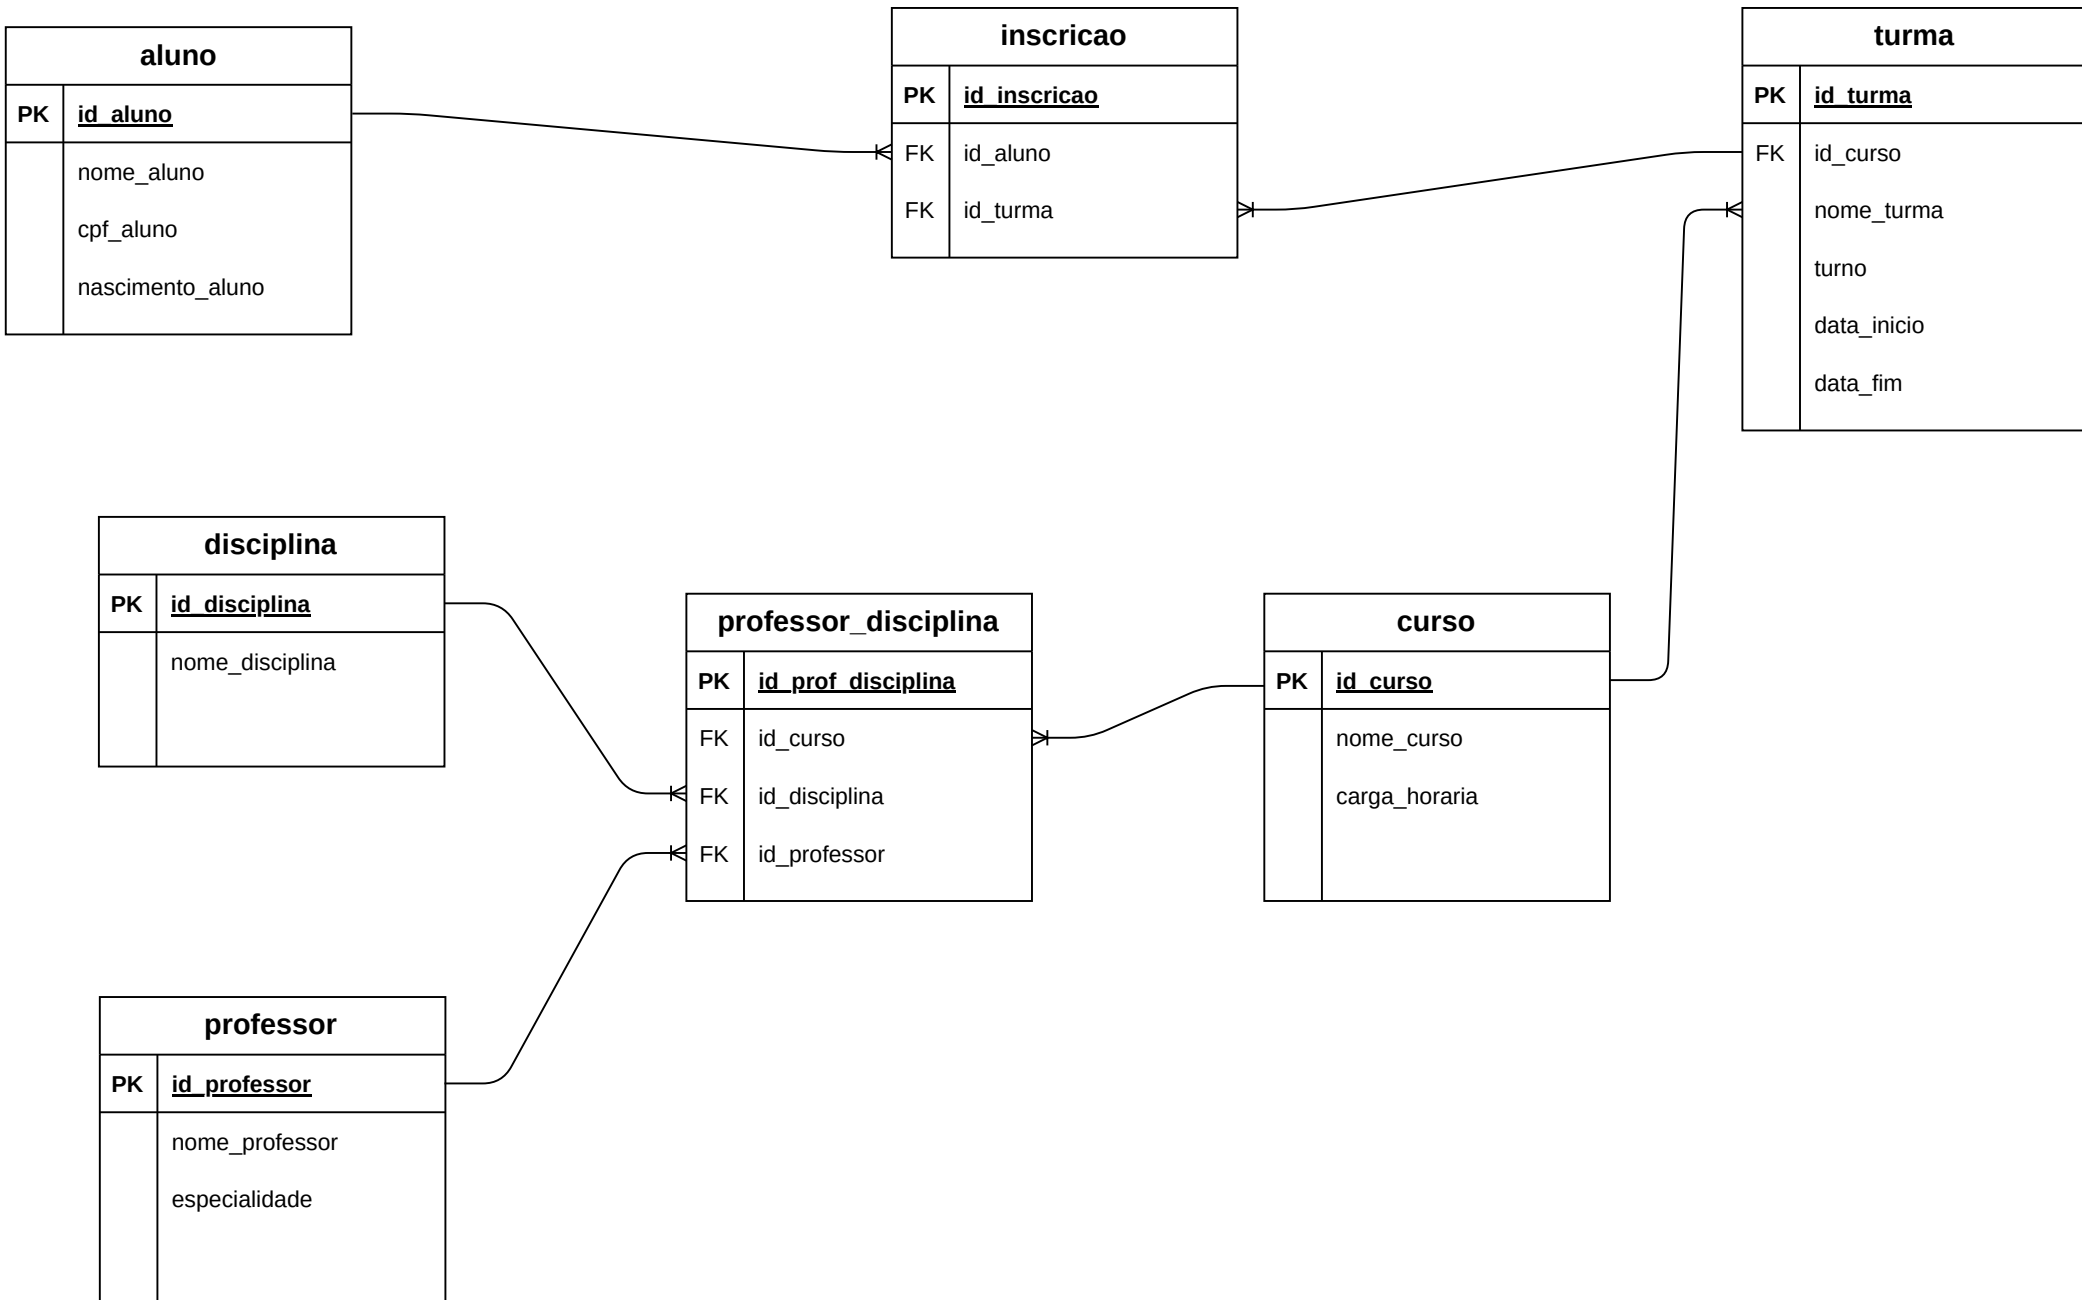 aluno
PK id_aluno
nome_aluno
cpf_aluno
nascimento_aluno
inscricao
PK id_inscricao
FK id_aluno
FK id_turma
turma
PK id_turma
FK id_curso
nome_turma
turno
data_inicio
data_fim
disciplina
PK id_disciplina
nome_disciplina
professor_disciplina
PK id_prof_disciplina
FK id_curso
FK id_disciplina
FK id_professor
curso
PK id_curso
nome_curso
carga_horaria
professor
PK id_professor
nome_professor
especialidade